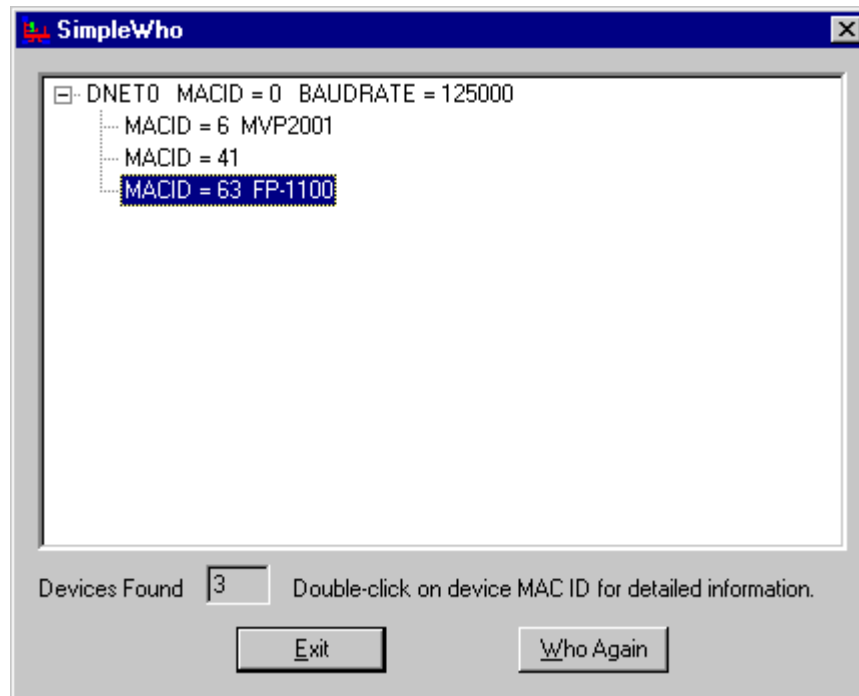 SimpleWho
DNET0 MACID = 0 BAUDRATE = 125000
MACID = 6 MVP2001
MACID = 41
MACID = 63 FP-1100
Devices Found 3 Double-click on device MAC ID for detailed information.
Exit Who Again